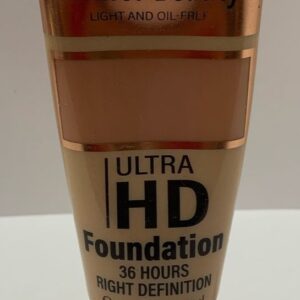 LIGHT AND OIL-FREE
ULTRA
HD
Foundation
36 HOURS
RIGHT DEFINITION